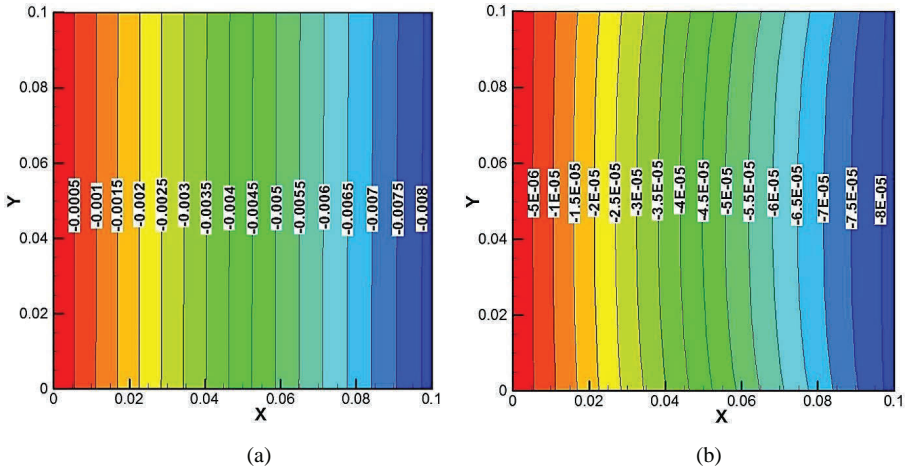 0.1
0.08
0.06
0.04
0.02
0
Y
-0.0005
-0.001
-0.0015
-0.002
-0.0025
-0.003
-0.0035
-0.004
-0.0045
-0.005
-0.0055
-0.006
-0.0065
-0.007
-0.0075
-0.008
0 0.02 0.04 0.06 0.08 0.1
X
(a)
0.1
0.08
0.06
0.04
0.02
0
Y
-5E-06
-1E-05
-1.5E-05
-2E-05
-2.5E-05
-3E-05
-3.5E-05
-4E-05
-4.5E-05
-5E-05
-5.5E-05
-6E-05
-6.5E-05
-7E-05
-7.5E-05
-8E-05
0 0.02 0.04 0.06 0.08 0.1
X
(b)